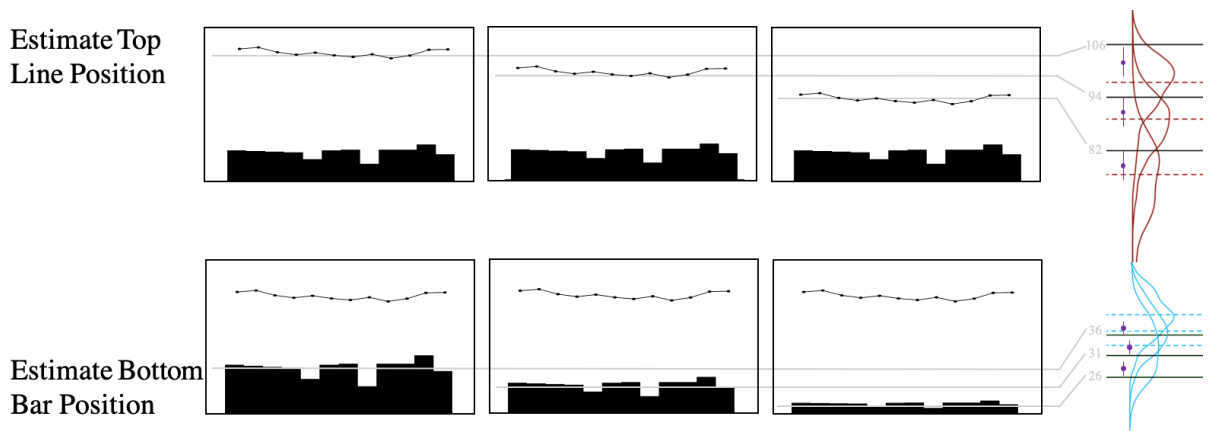 Estimate Top
Line Position
106
94
82
Estimate Bottom
Bar Position
36
31
26